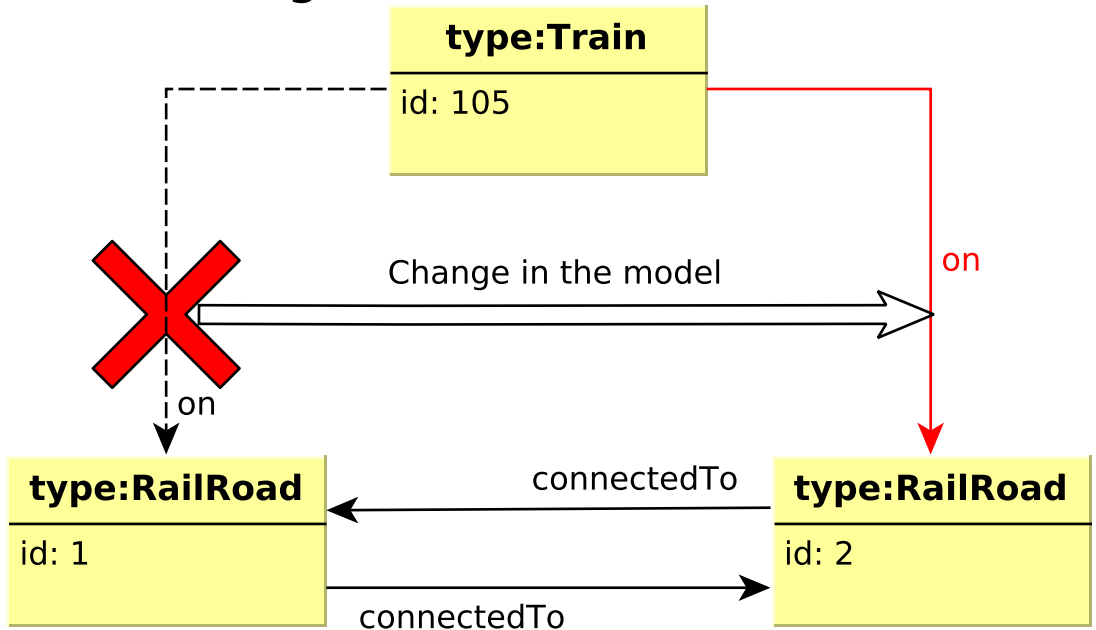 type:Train
id: 105
Change in the model
on
on
type:RailRoad
id: 1
connectedTo
connectedTo
type:RailRoad
id: 2